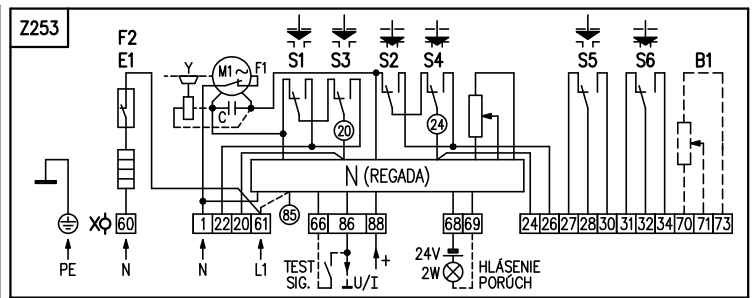 Z253
F2
E1
Y
M1 ~
F1
C
S1
S3
S2
S4
S5
S6
B1
20
24
N (REGADA)
85
X
60
1 22 20 61
66 86 88
68 69
24 26 27 28 30 31 32 34 70 71 73
PE
N
N
L1
TEST
SIG.
U/I
+
24V
2W
HLÁSENIE
PORÚCH